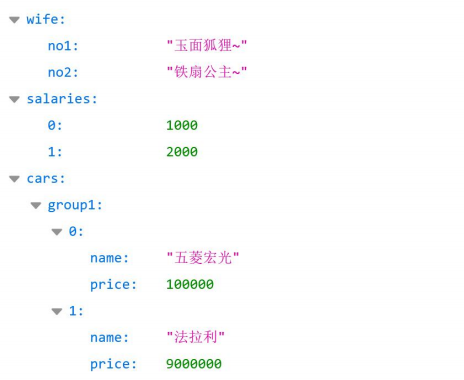 wife:
no1: "玉面狐狸~"
no2: "铁扇公主~"
salaries:
0: 1000
1: 2000
cars:
group1:
0:
name: "五菱宏光"
price: 100000
1:
name: "法拉利"
price: 9000000